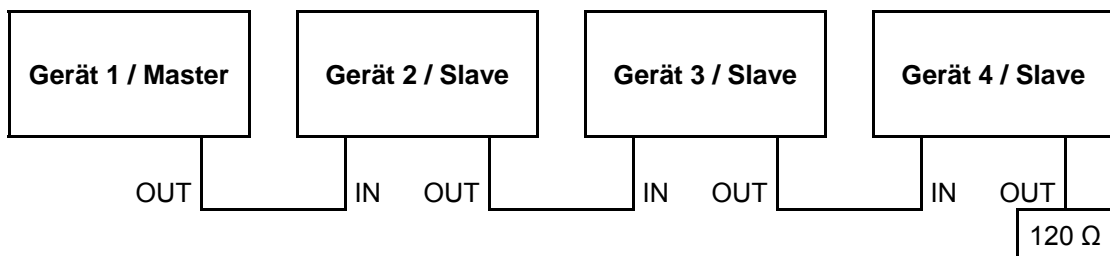 Gerät 1 / Master Gerät 2 / Slave Gerät 3 / Slave Gerät 4 / Slave
OUT IN OUT IN OUT IN OUT
120 Ω